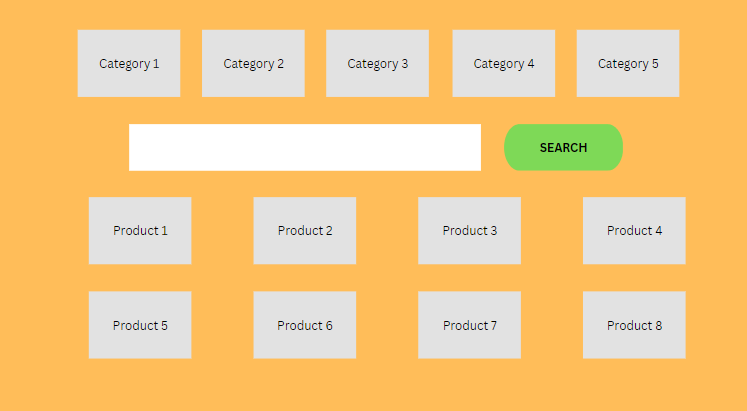 Category 1 Category 2 Category 3 Category 4 Category 5
SEARCH
Product 1 Product 2 Product 3 Product 4
Product 5 Product 6 Product 7 Product 8